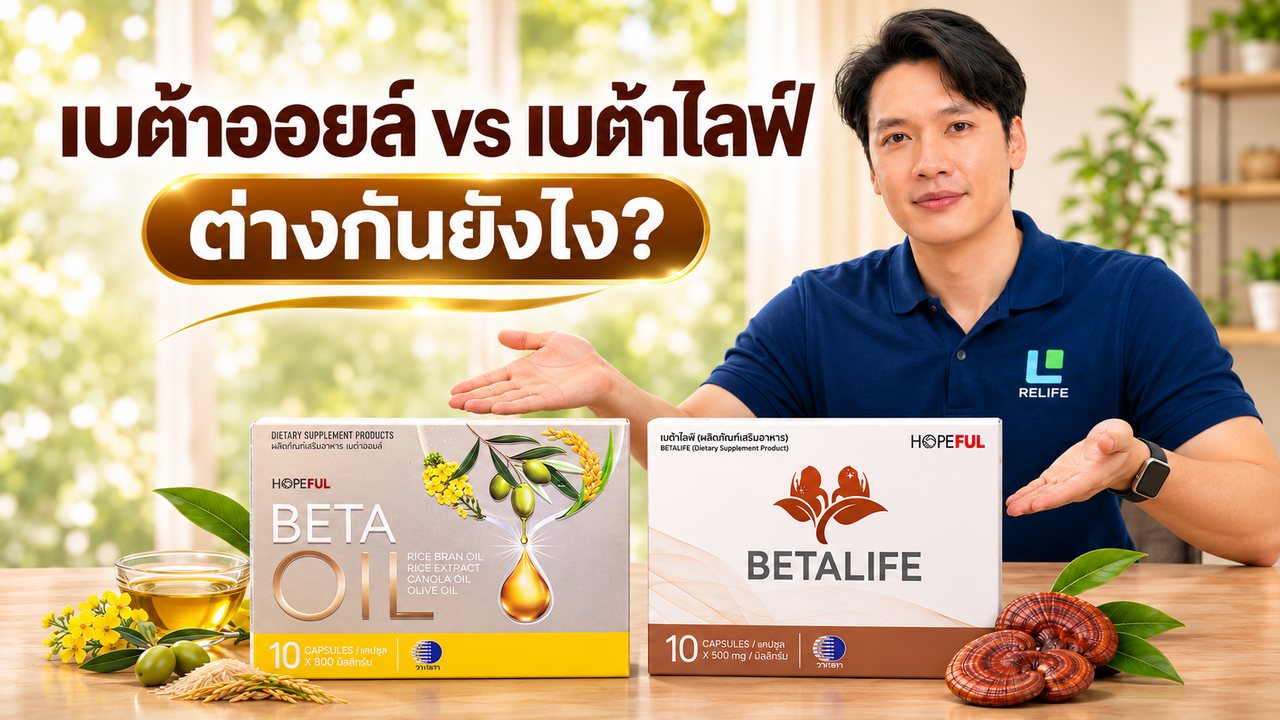 เบต้าออยล์ vs เบต้าไลฟ์
ต่างกันยังไง?
RELIFE
DIETARY SUPPLEMENT PRODUCTS
ผลิตภัณฑ์เสริมอาหาร เบต้าออยล์
HOPEFUL
BETA
OIL
RICE BRAN OIL
RICE EXTRACT
CANOLA OIL
OLIVE OIL
10 CAPSULES / แคปซูล
X 800 มิลลิกรัม
เบต้าไลฟ์ (ผลิตภัณฑ์เสริมอาหาร)
BETALIFE (Dietary Supplement Product)
HOPEFUL
BETALIFE
10 CAPSULES / แคปซูล
X 500 mg / มิลลิกรัม